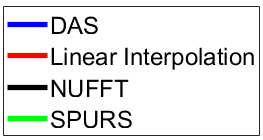 DAS
Linear Interpolation
NUFFT
SPURS